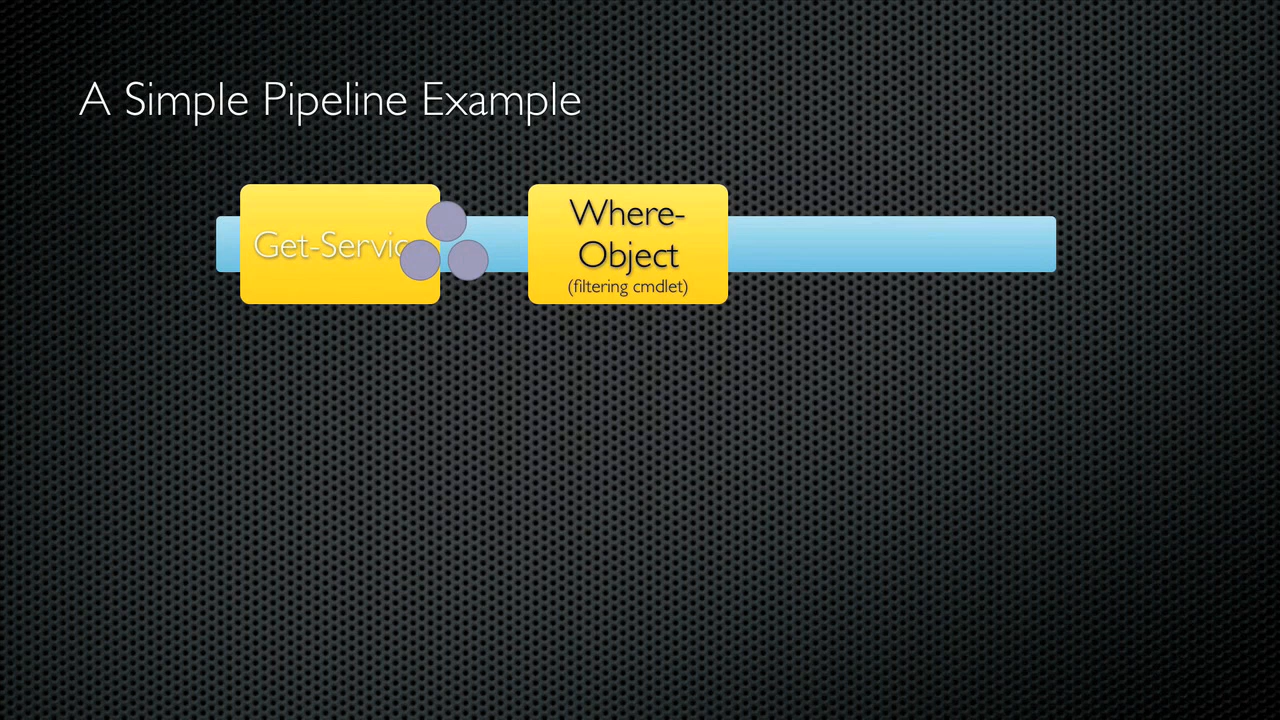 A Simple Pipeline Example
Get-Servic
Where-
Object
(filtering cmdlet)